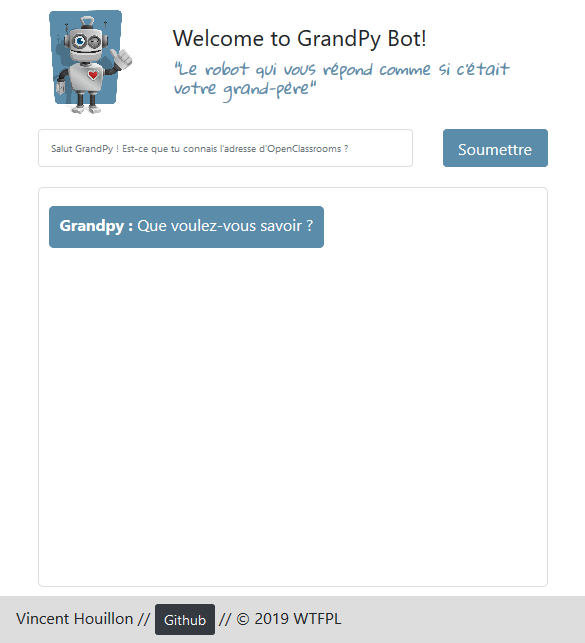 Welcome to GrandPy Bot!
"Le robot qui vous répond comme si c'était
votre grand-père"
Salut GrandPy ! Est-ce que tu connais l'adresse d'OpenClassrooms ?
Soumettre
Grandpy : Que voulez-vous savoir ?
Vincent Houillon // Github // © 2019 WTFPL